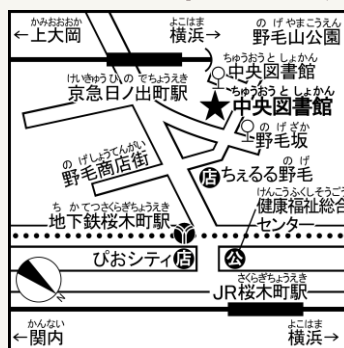 ←上大岡 横浜→ 野毛山公園
かみおおおか よこはま のげやまこうえん
中央図書館
ちゅうおうとしょかん
京急日ノ出町駅
けいきゅうひのでちょうえき
★中央図書館
ちゅうおうとしょかん
野毛坂
のげざか
野毛商店街
のげしょうてんがい
店 ちぇるる野毛
のげ
地下鉄桜木町駅
ちかてつさくらぎちょうえき
健康福祉総合
けんこうふくしそうごう
センター
ぴおシティ 店 公
N
JR桜木町駅
さくらぎちょうえき
←関内 横浜→
かんない よこはま